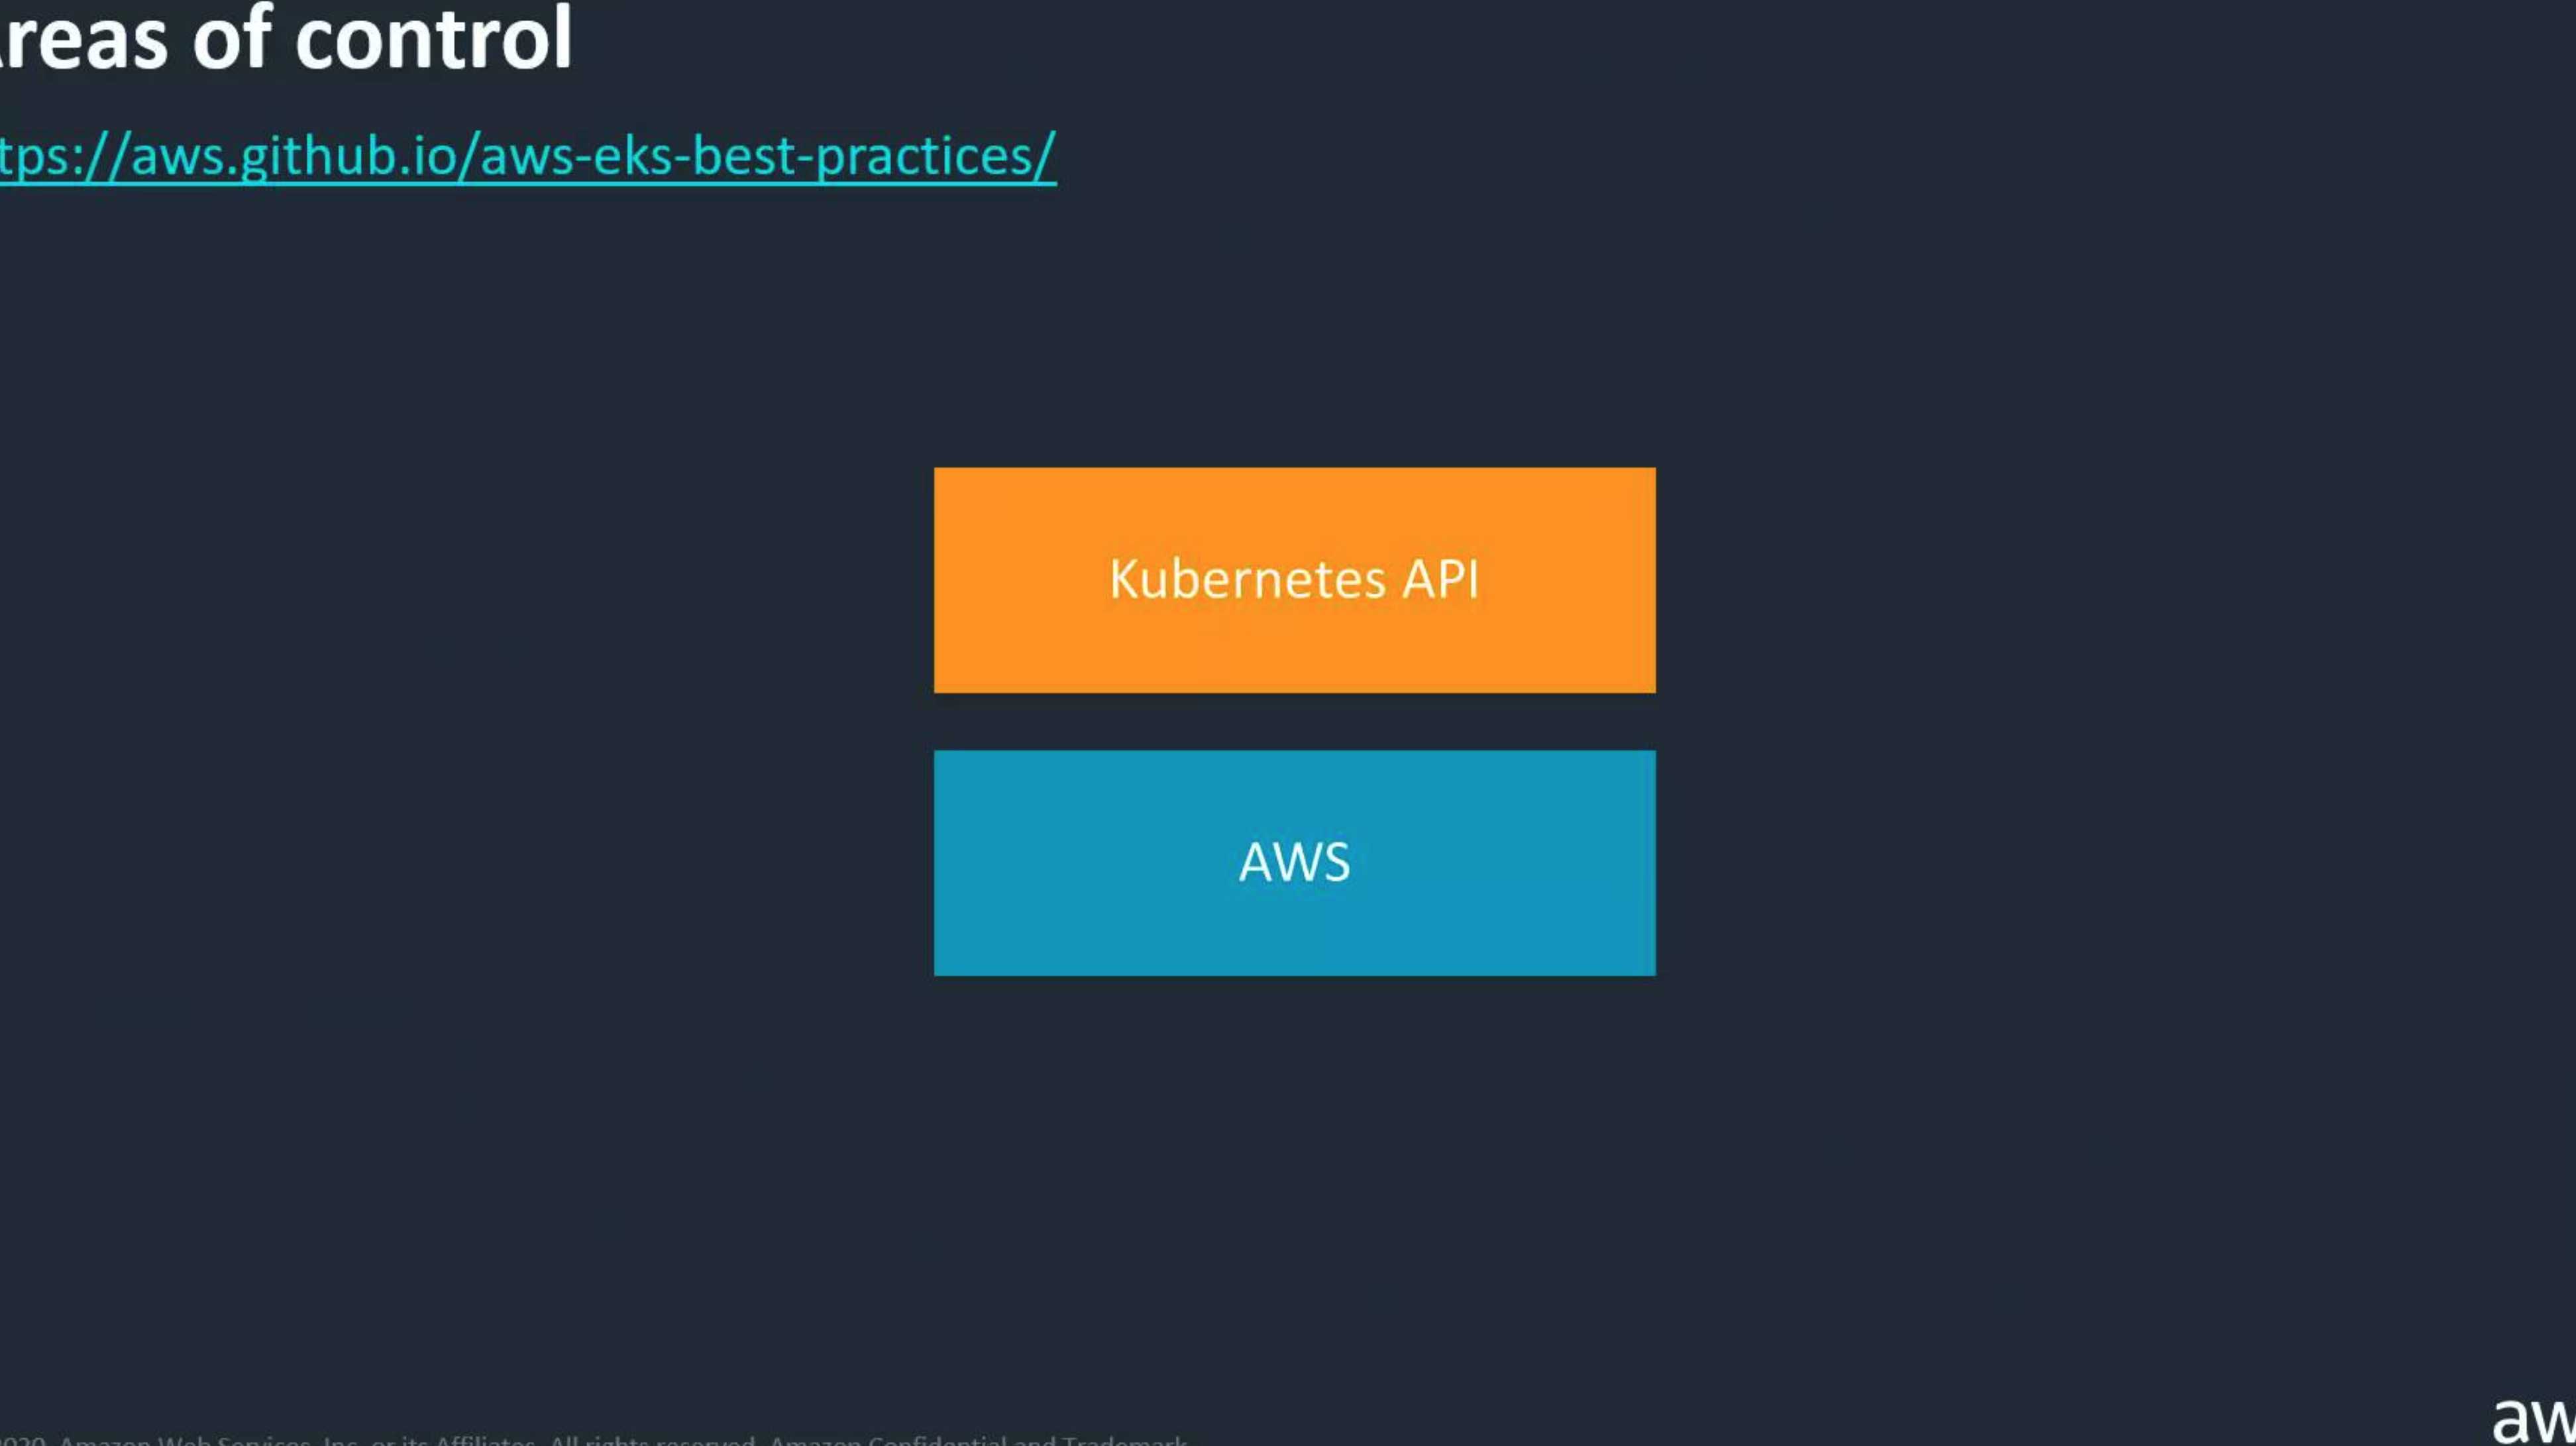 reas of control
tps://aws.github.io/aws-eks-best-practices/
Kubernetes API
AWS
2020, Amazon Web Services, Inc. or its Affiliates. All rights reserved. Amazon Confidential and Trademark
aw